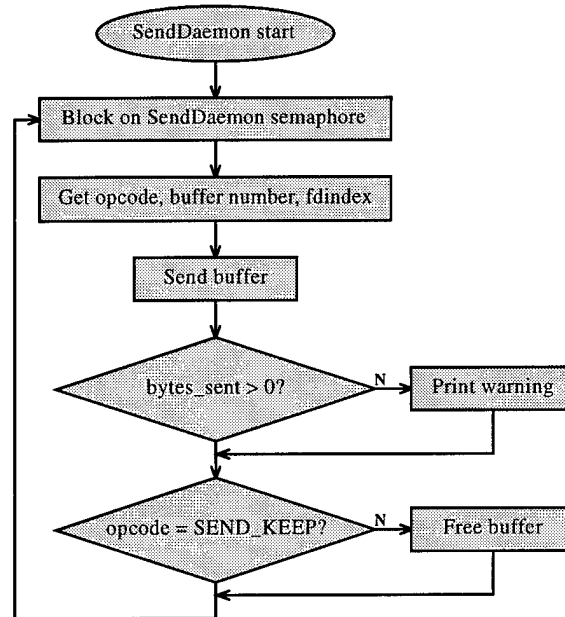 SendDaemon start
Block on SendDaemon semaphore
Get opcode, buffer number, fdindex
Send buffer
bytes_sent > 0?
N
Print warning
opcode = SEND_KEEP?
N
Free buffer